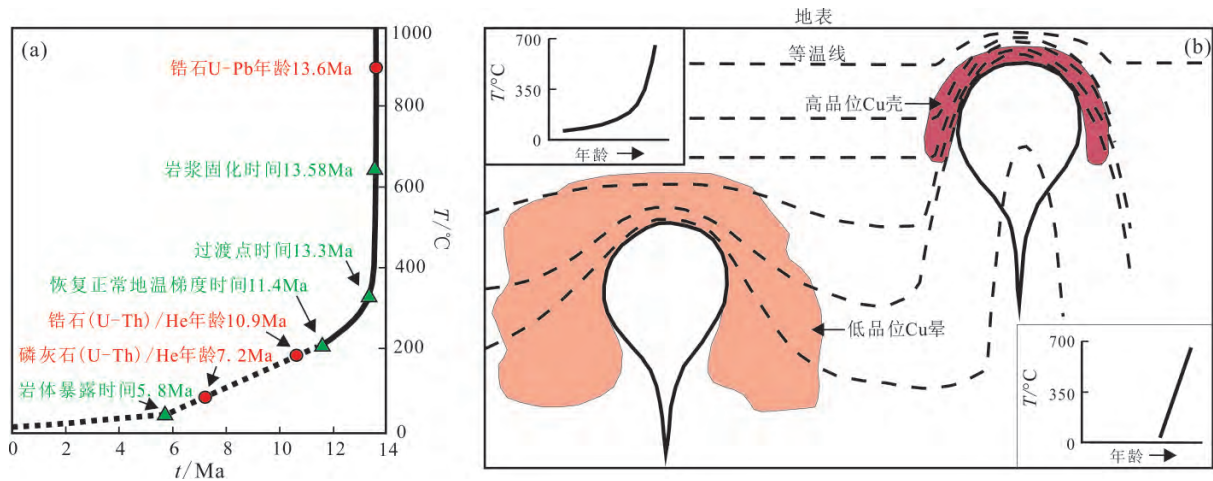 (a)
1000
锆石U-Pb年龄13.6Ma
800
岩浆固化时间13.58Ma
600
T/℃
过渡点时间13.3Ma
400
恢复正常地温梯度时间11.4Ma
锆石(U-Th)/He年龄10.9Ma
200
磷灰石(U-Th)/He年龄7.2Ma
岩体暴露时间5.8Ma
0
0 2 4 6 8 10 12 14
t/Ma
地表
(b)
700
350
0
T/°C
年龄
等温线
高品位Cu壳
低品位Cu晕
700
350
0
T/°C
年龄